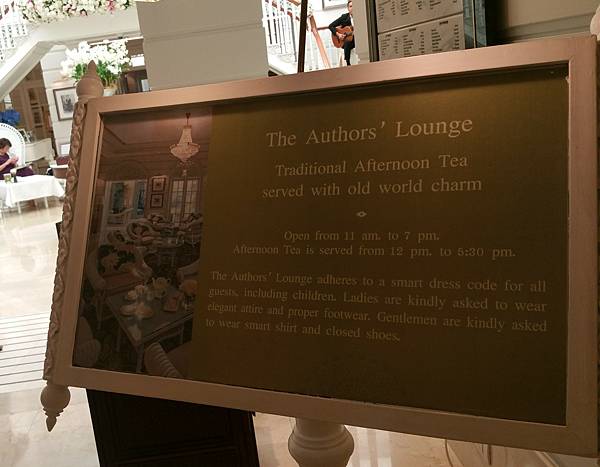 The Authors' Lounge
Traditional Afternoon Tea
served with old world charm
Open from 11 am. to 7 pm.
Afternoon Tea is served from 12 pm. to 5:30 pm.
The Authors' Lounge adheres to a smart dress code for all
guests, including children. Ladies are kindly asked to wear
elegant attire and proper footwear. Gentlemen are kindly asked
to wear smart shirt and closed shoes.